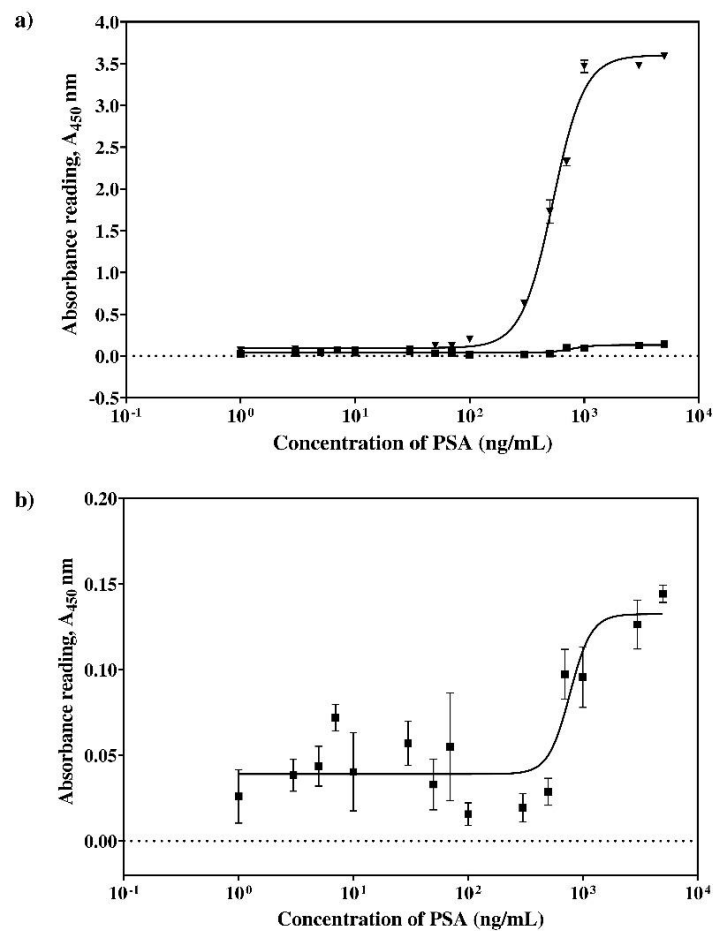 a)
4.0
3.5
3.0
2.5
2.0
1.5
1.0
0.5
0.0
-0.5
Absorbance reading, A₄₅₀ nm
10⁻¹ 10⁰ 10¹ 10² 10³ 10⁴
Concentration of PSA (ng/mL)
b)
0.20
0.15
0.10
0.05
0.00
Absorbance reading, A₄₅₀ nm
10⁻¹ 10⁰ 10¹ 10² 10³ 10⁴
Concentration of PSA (ng/mL)